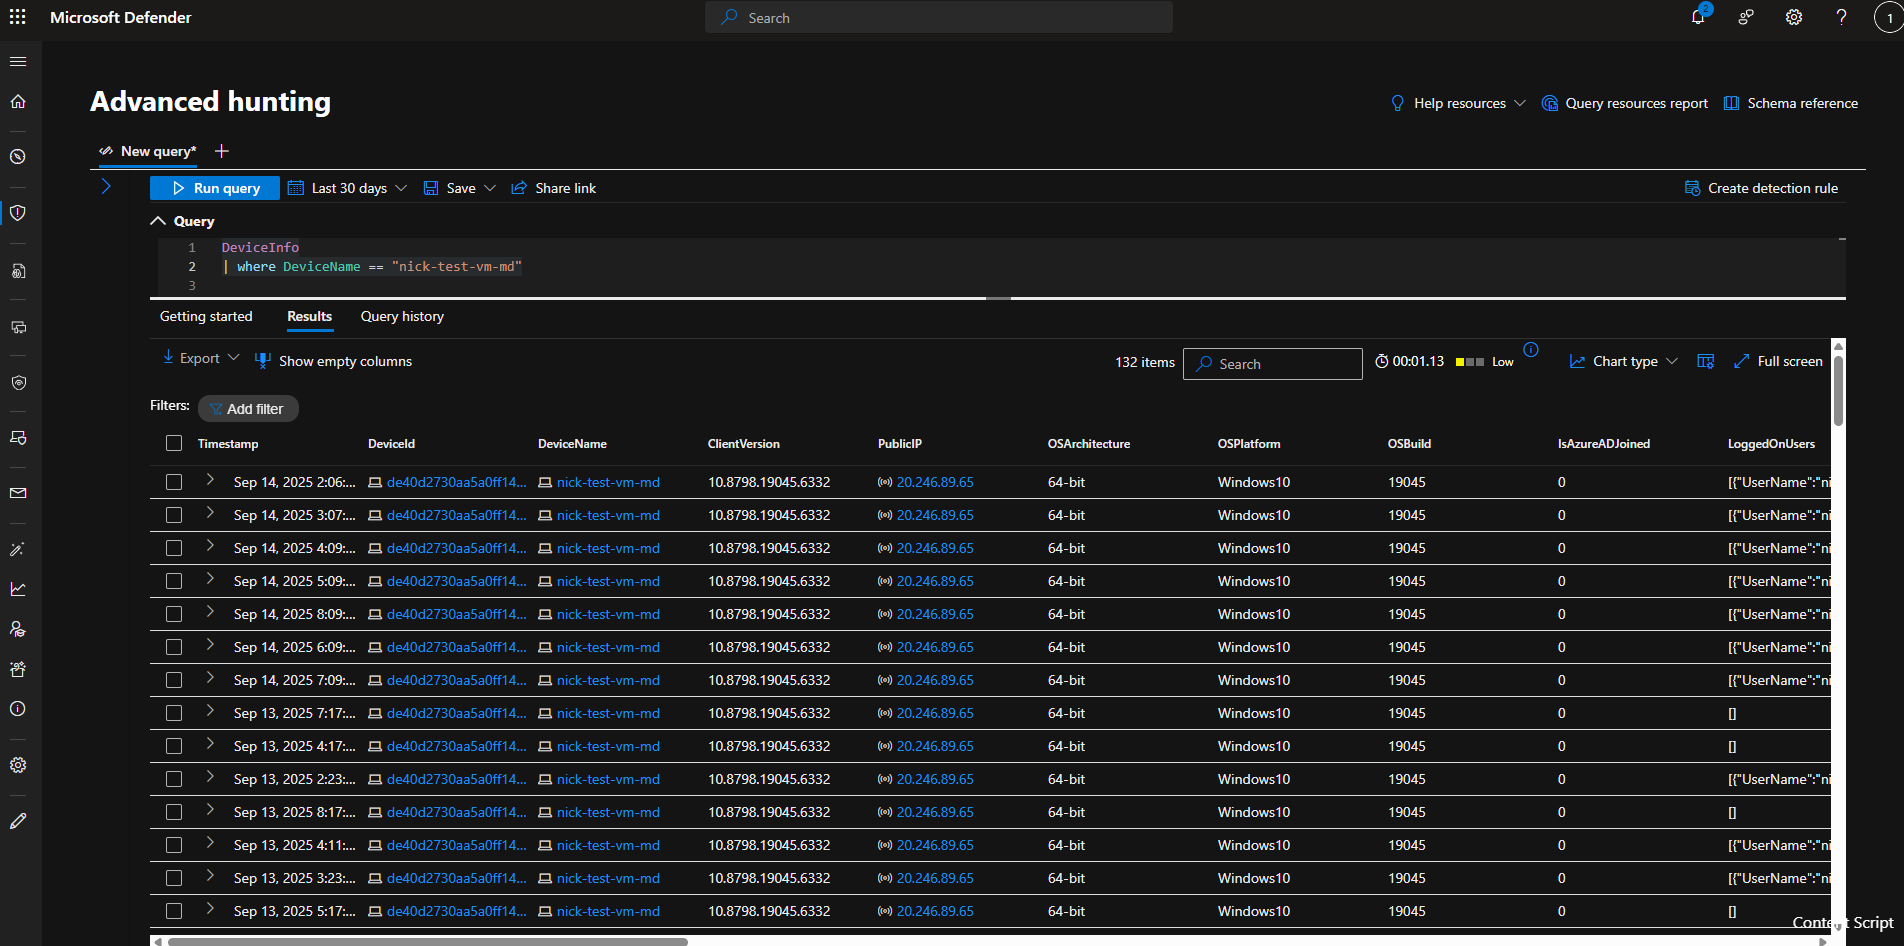 Microsoft Defender
Search
2
1
Advanced hunting
Help resources
Query resources report
Schema reference
New query*
Run query
Last 30 days
Save
Share link
Create detection rule
Query
1 DeviceInfo
2 | where DeviceName == "nick-test-vm-md"
3
Getting started Results Query history
Export Show empty columns 132 items Search 00:01.13 Low Chart type Full screen
Filters: Add filter
Timestamp DeviceId DeviceName ClientVersion PublicIP OSArchitecture OSPlatform OSBuild IsAzureADJoined LoggedOnUsers
Sep 14, 2025 2:06:... de40d2730aa5a0ff14... nick-test-vm-md 10.8798.19045.6332 20.246.89.65 64-bit Windows10 19045 0 [{"UserName":"ni
Sep 14, 2025 3:07:... de40d2730aa5a0ff14... nick-test-vm-md 10.8798.19045.6332 20.246.89.65 64-bit Windows10 19045 0 [{"UserName":"ni
Sep 14, 2025 4:09:... de40d2730aa5a0ff14... nick-test-vm-md 10.8798.19045.6332 20.246.89.65 64-bit Windows10 19045 0 [{"UserName":"ni
Sep 14, 2025 5:09:... de40d2730aa5a0ff14... nick-test-vm-md 10.8798.19045.6332 20.246.89.65 64-bit Windows10 19045 0 [{"UserName":"ni
Sep 14, 2025 8:09:... de40d2730aa5a0ff14... nick-test-vm-md 10.8798.19045.6332 20.246.89.65 64-bit Windows10 19045 0 [{"UserName":"ni
Sep 14, 2025 6:09:... de40d2730aa5a0ff14... nick-test-vm-md 10.8798.19045.6332 20.246.89.65 64-bit Windows10 19045 0 [{"UserName":"ni
Sep 14, 2025 7:09:... de40d2730aa5a0ff14... nick-test-vm-md 10.8798.19045.6332 20.246.89.65 64-bit Windows10 19045 0 [{"UserName":"ni
Sep 13, 2025 7:17:... de40d2730aa5a0ff14... nick-test-vm-md 10.8798.19045.6332 20.246.89.65 64-bit Windows10 19045 0 []
Sep 13, 2025 4:17:... de40d2730aa5a0ff14... nick-test-vm-md 10.8798.19045.6332 20.246.89.65 64-bit Windows10 19045 0 []
Sep 13, 2025 2:23:... de40d2730aa5a0ff14... nick-test-vm-md 10.8798.19045.6332 20.246.89.65 64-bit Windows10 19045 0 [{"UserName":"ni
Sep 13, 2025 8:17:... de40d2730aa5a0ff14... nick-test-vm-md 10.8798.19045.6332 20.246.89.65 64-bit Windows10 19045 0 []
Sep 13, 2025 4:11:... de40d2730aa5a0ff14... nick-test-vm-md 10.8798.19045.6332 20.246.89.65 64-bit Windows10 19045 0 [{"UserName":"ni
Sep 13, 2025 3:23:... de40d2730aa5a0ff14... nick-test-vm-md 10.8798.19045.6332 20.246.89.65 64-bit Windows10 19045 0 [{"UserName":"ni
Sep 13, 2025 5:17:... de40d2730aa5a0ff14... nick-test-vm-md 10.8798.19045.6332 20.246.89.65 64-bit Windows10 19045 0 []
Content Script